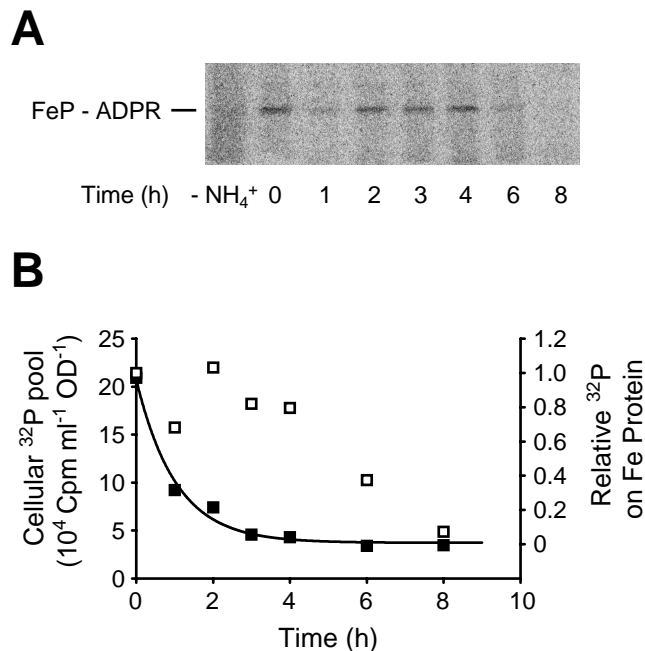 A
FeP - ADPR
Time (h) - NH₄⁺ 0 1 2 3 4 6 8
B
Cellular ³²P pool
(10⁴ Cpm ml⁻¹ OD⁻¹)
25
20
15
10
5
0
1.2
1.0
0.8
0.6
0.4
0.2
0
Relative ³²P
on Fe Protein
0 2 4 6 8 10
Time (h)